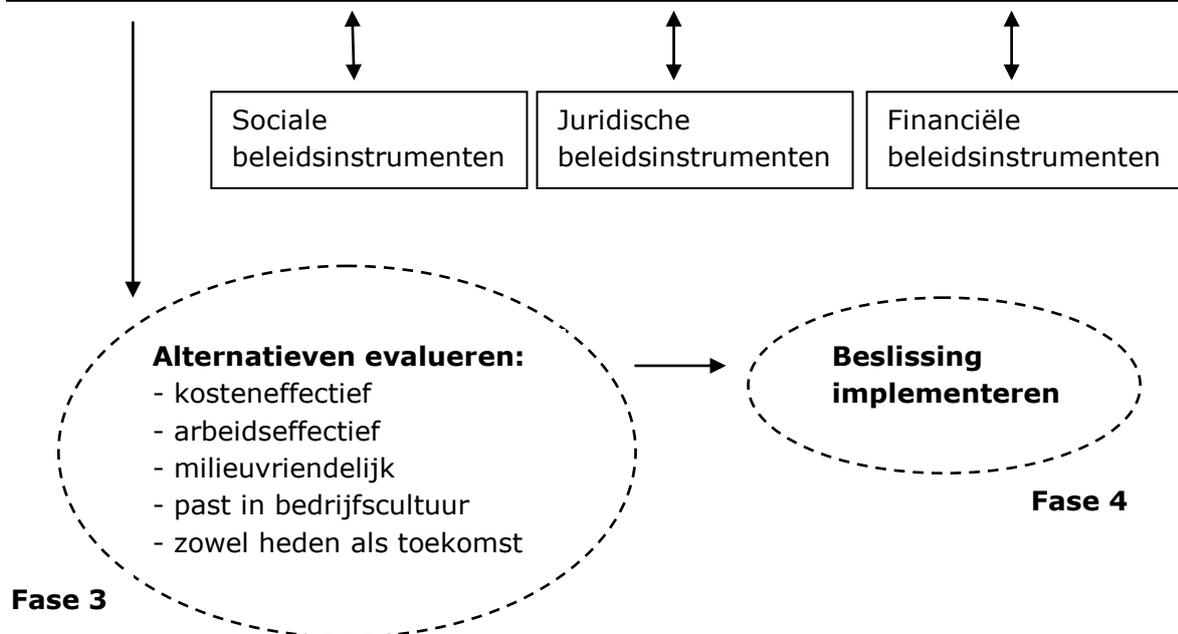 Sociale
beleidsinstrumenten
Juridische
beleidsinstrumenten
Financiële
beleidsinstrumenten
Alternatieven evalueren:
- kosteneffectief
- arbeidseffectief
- milieuvriendelijk
- past in bedrijfscultuur
- zowel heden als toekomst
Fase 3
Beslissing
implementeren
Fase 4